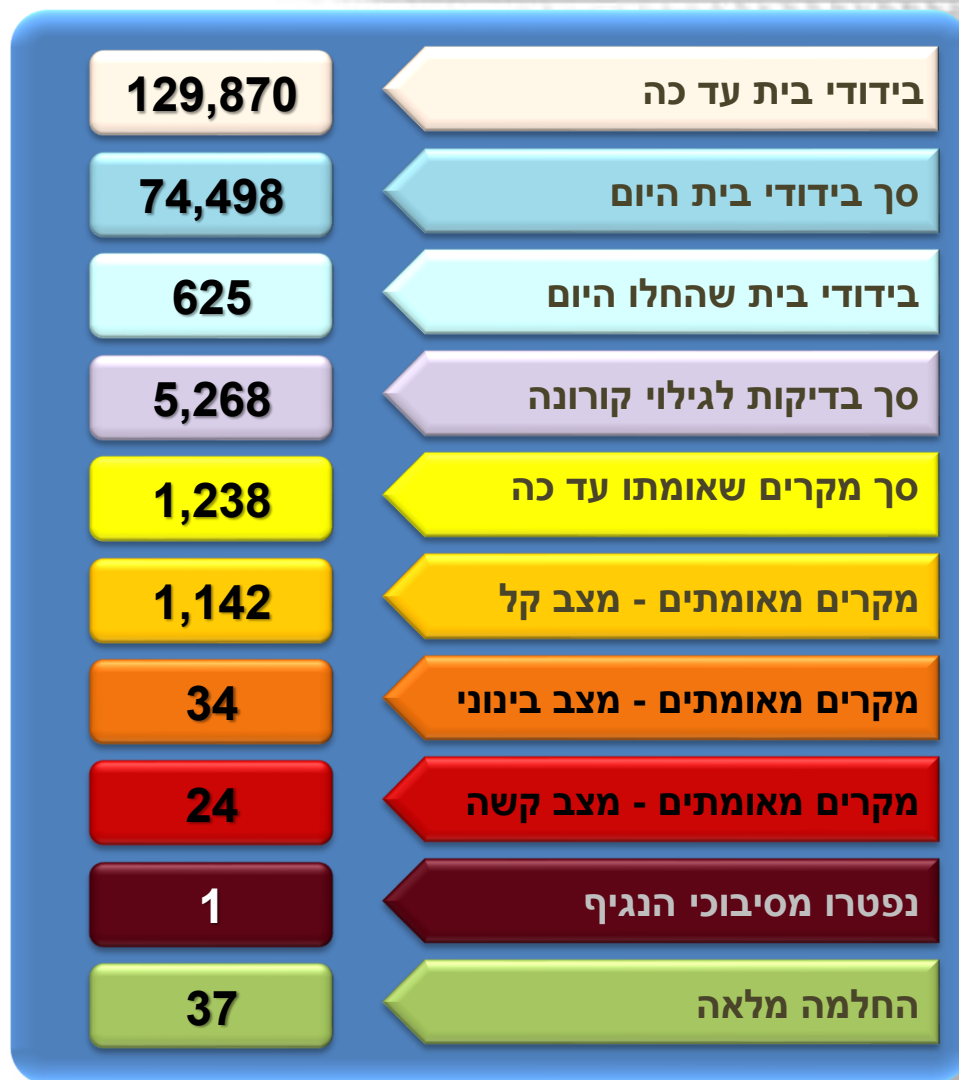 בידודי בית עד כה 129,870
סך בידודי בית היום 74,498
בידודי בית שהחלו היום 625
סך בדיקות לגילוי קורונה 5,268
סך מקרים שאומתו עד כה 1,238
מקרים מאומתים - מצב קל 1,142
מקרים מאומתים - מצב בינוני 34
מקרים מאומתים - מצב קשה 24
נפטרו מסיבוכי הנגיף 1
החלמה מלאה 37